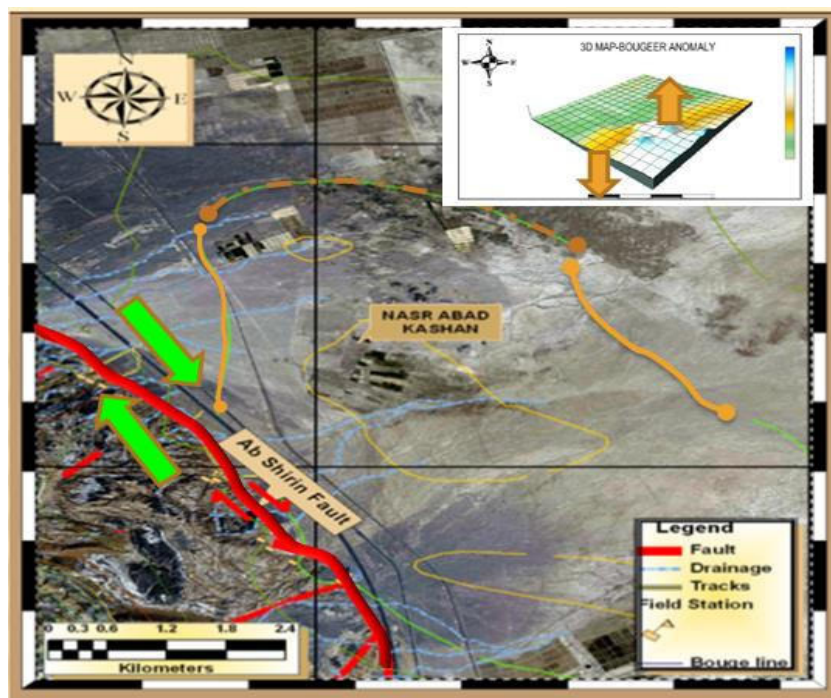 N
W
E
S
3D MAP-BOUGEER ANOMALY
NASR ABAD
KASHAN
Ab Shirin Fault
Legend
Fault
Drainage
Tracks
Field Station
Bouge line
0 0.3 0.6 1.2 1.8 2.4
Kilometers